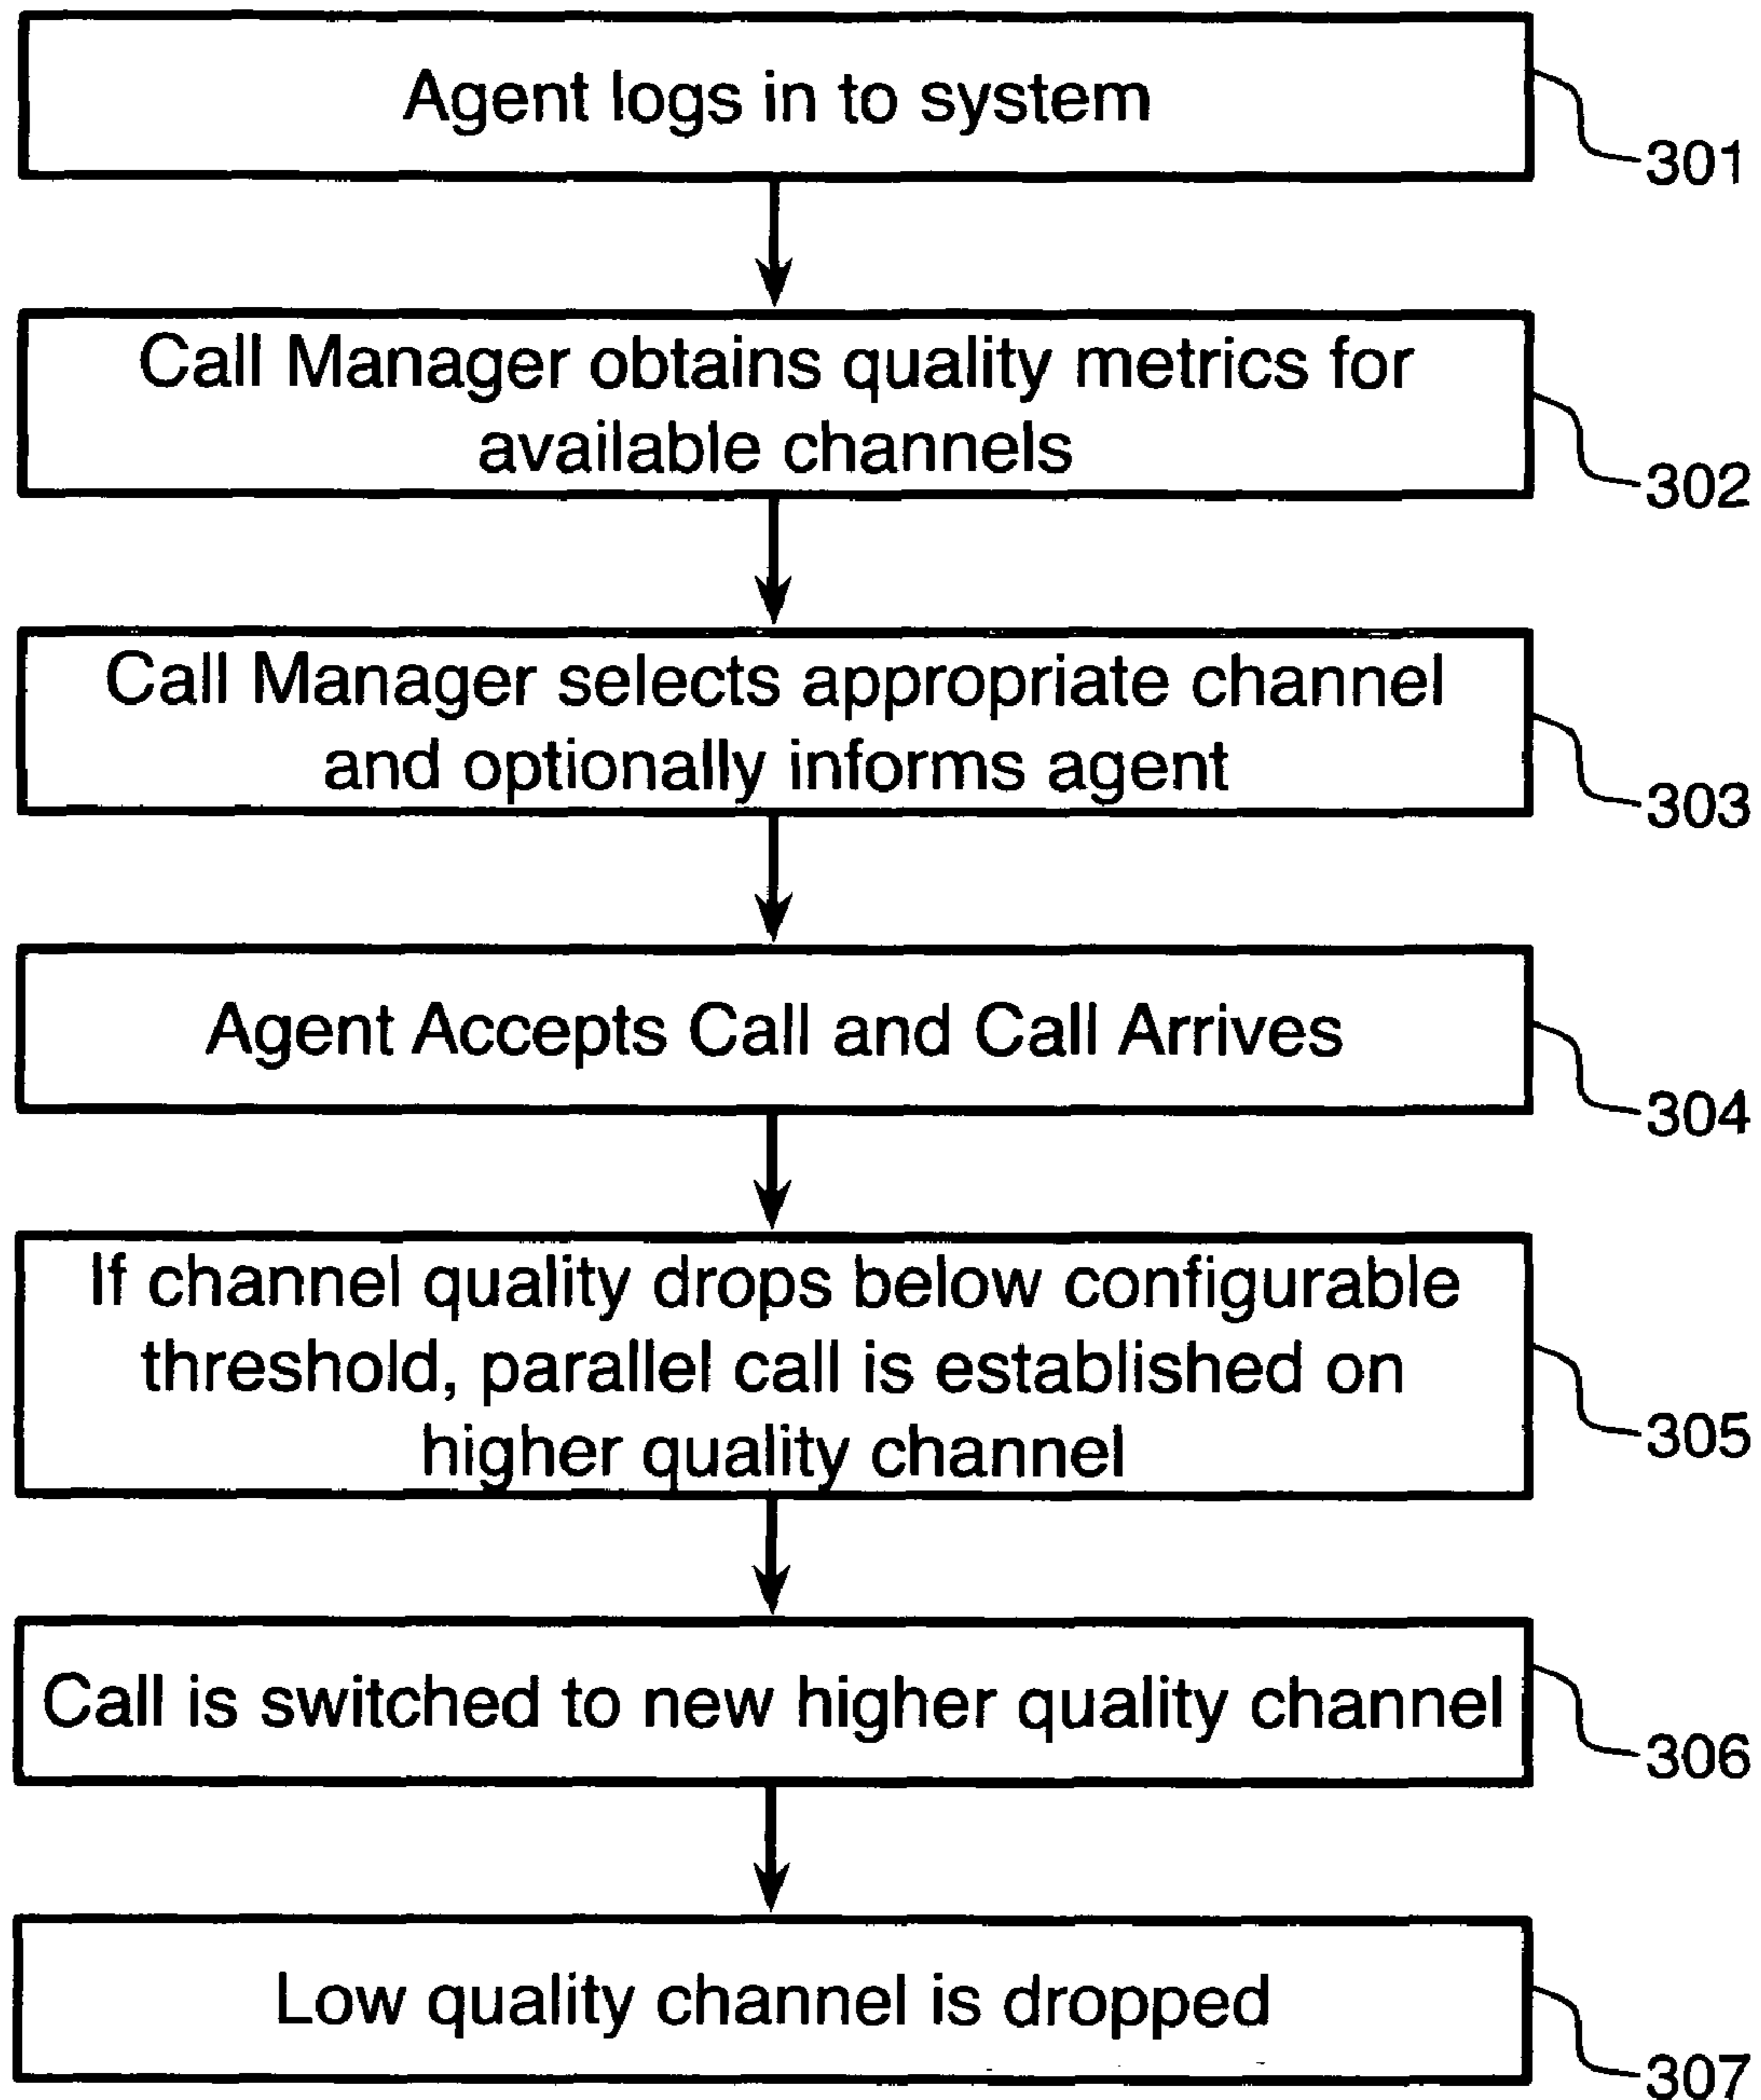 Agent logs in to system
301
Call Manager obtains quality metrics for
available channels
302
Call Manager selects appropriate channel
and optionally informs agent
303
Agent Accepts Call and Call Arrives
304
If channel quality drops below configurable
threshold, parallel call is established on
higher quality channel
305
Call is switched to new higher quality channel
306
Low quality channel is dropped
307